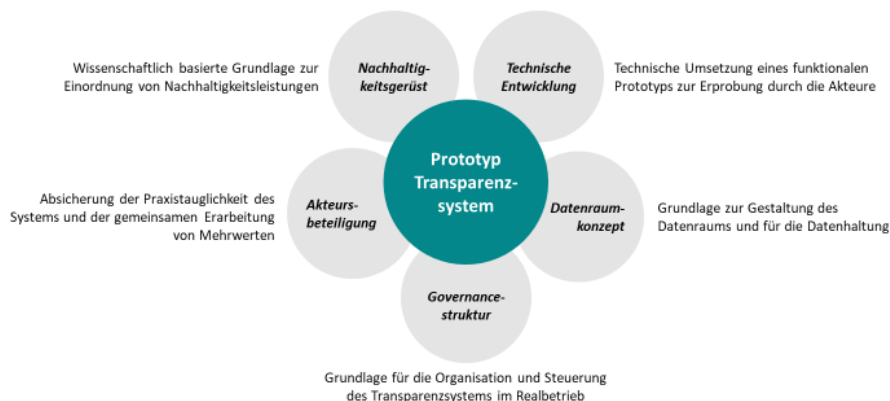 Wissenschaftlich basierte Grundlage zur
Einordnung von Nachhaltigkeitsleistungen
Nachhaltig-
keitsgerüst
Technische
Entwicklung
Technische Umsetzung eines funktionalen
Prototyps zur Erprobung durch die Akteure
Prototyp
Transparenz-
system
Absicherung der Praxistauglichkeit des
Systems und der gemeinsamen Erarbeitung
von Mehrwerten
Akteurs-
beteiligung
Datenraum-
konzept
Grundlage zur Gestaltung des
Datenraums und für die Datenhaltung
Governance-
struktur
Grundlage für die Organisation und Steuerung
des Transparenzsystems im Realbetrieb